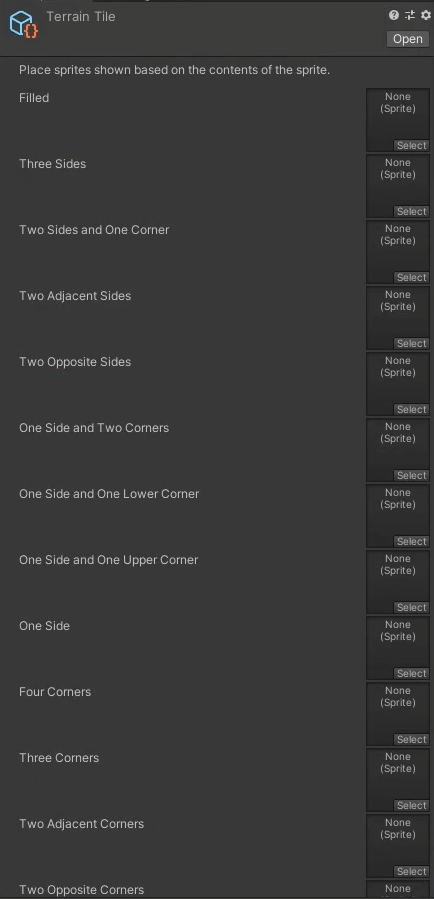 Terrain Tile
Open
Place sprites shown based on the contents of the sprite.
Filled
None
(Sprite)
Select
Three Sides
None
(Sprite)
Select
Two Sides and One Corner
None
(Sprite)
Select
Two Adjacent Sides
None
(Sprite)
Select
Two Opposite Sides
None
(Sprite)
Select
One Side and Two Corners
None
(Sprite)
Select
One Side and One Lower Corner
None
(Sprite)
Select
One Side and One Upper Corner
None
(Sprite)
Select
One Side
None
(Sprite)
Select
Four Corners
None
(Sprite)
Select
Three Corners
None
(Sprite)
Select
Two Adjacent Corners
None
(Sprite)
Select
Two Opposite Corners
None